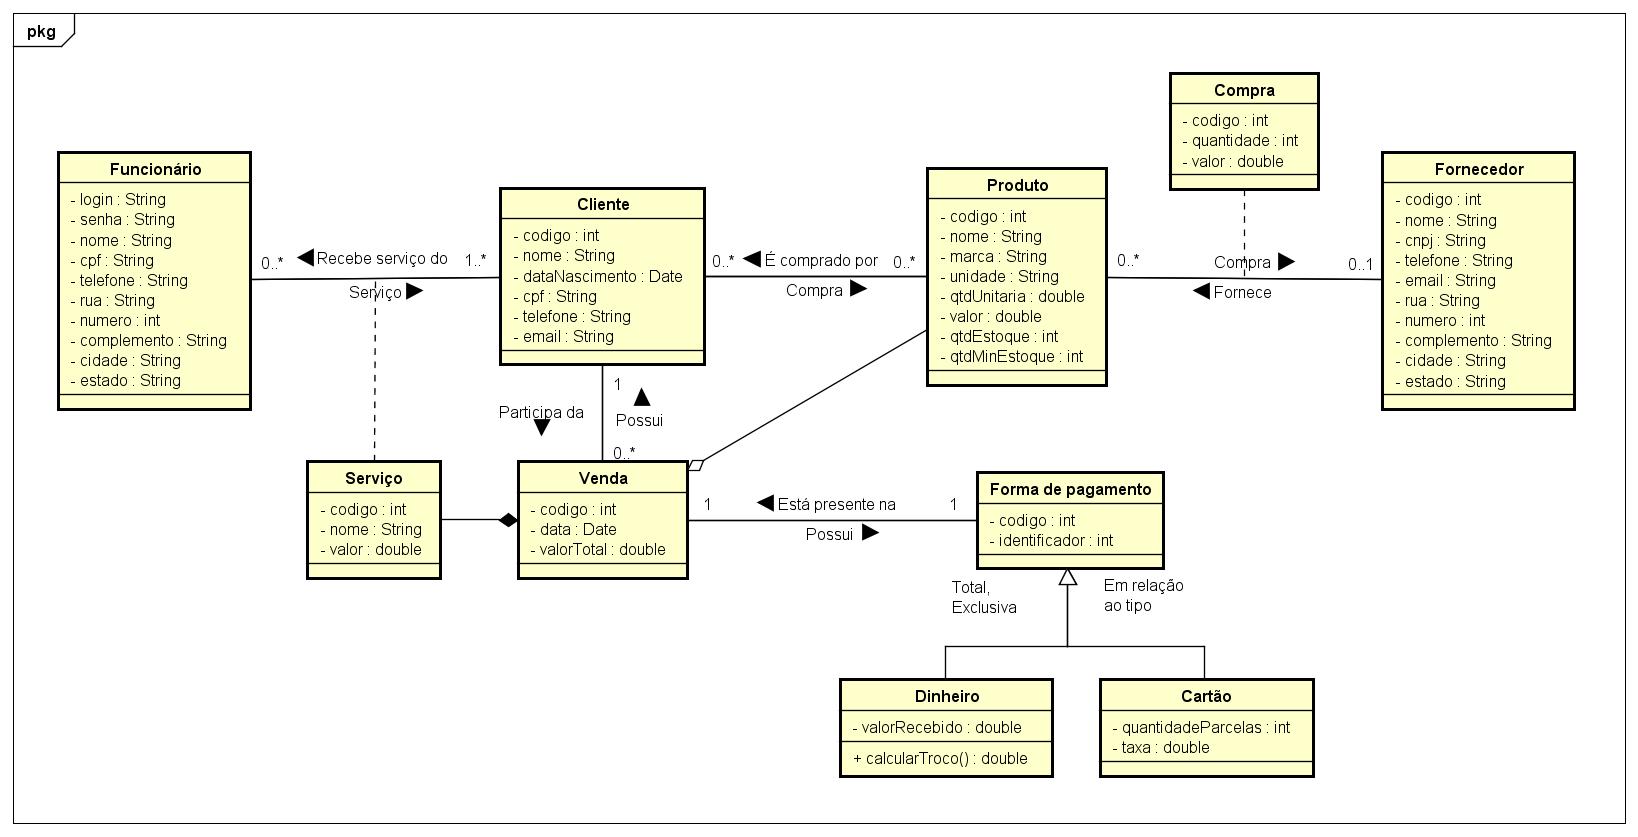 pkg
Compra
- codigo : int
- quantidade : int
- valor : double
Funcionário
- login : String
- senha : String
- nome : String
- cpf : String
- telefone : String
- rua : String
- numero : int
- complemento : String
- cidade : String
- estado : String
0..*
Recebe serviço do
1..*
Serviço
Cliente
- codigo : int
- nome : String
- dataNascimento : Date
- cpf : String
- telefone : String
- email : String
0..*
É comprado por
0..*
Compra
Produto
- codigo : int
- nome : String
- marca : String
- unidade : String
- qtdUnitaria : double
- valor : double
- qtdEstoque : int
- qtdMinEstoque : int
0..*
Compra
0..1
Fornece
Fornecedor
- codigo : int
- nome : String
- cnpj : String
- telefone : String
- email : String
- rua : String
- numero : int
- complemento : String
- cidade : String
- estado : String
1
Participa da
Possui
0..*
Serviço
- codigo : int
- nome : String
- valor : double
Venda
- codigo : int
- data : Date
- valorTotal : double
1
Está presente na
1
Possui
Forma de pagamento
- codigo : int
- identificador : int
Total,
Exclusiva
Em relação
ao tipo
Dinheiro
- valorRecebido : double
+ calcularTroco() : double
Cartão
- quantidadeParcelas : int
- taxa : double